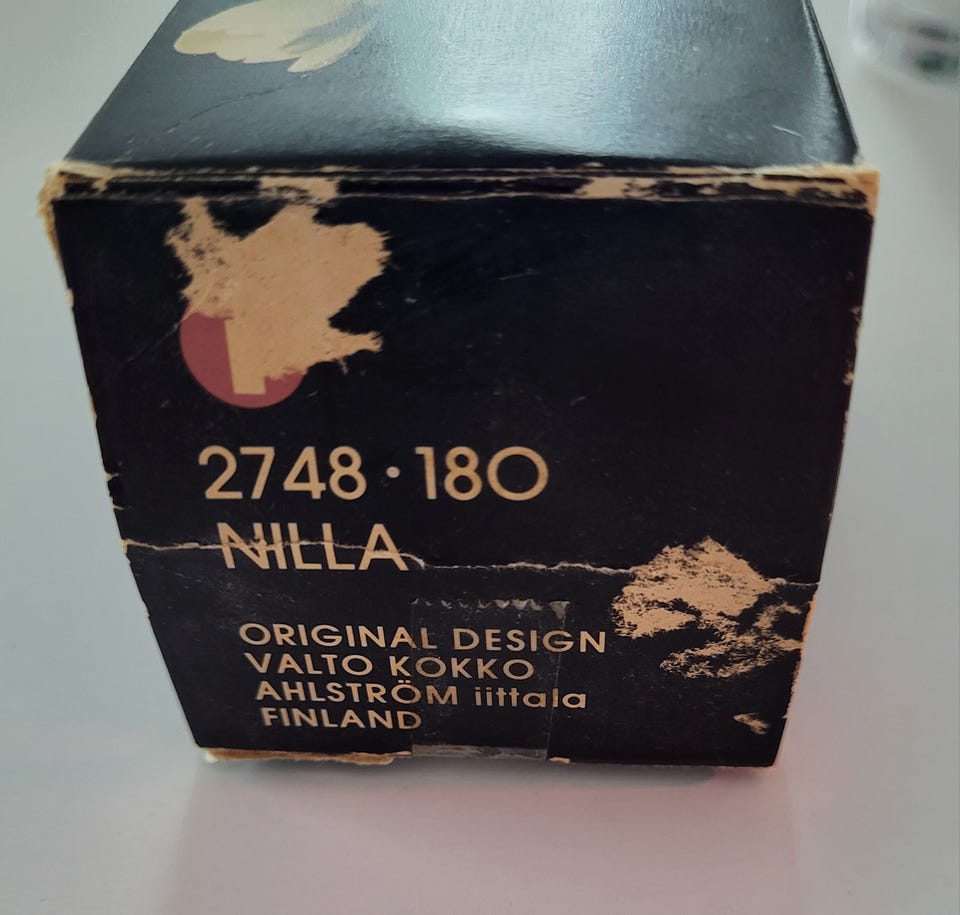 2748 · 180
NILLA
ORIGINAL DESIGN
VALTO KOKKO
AHLSTRÖM iittala
FINLAND